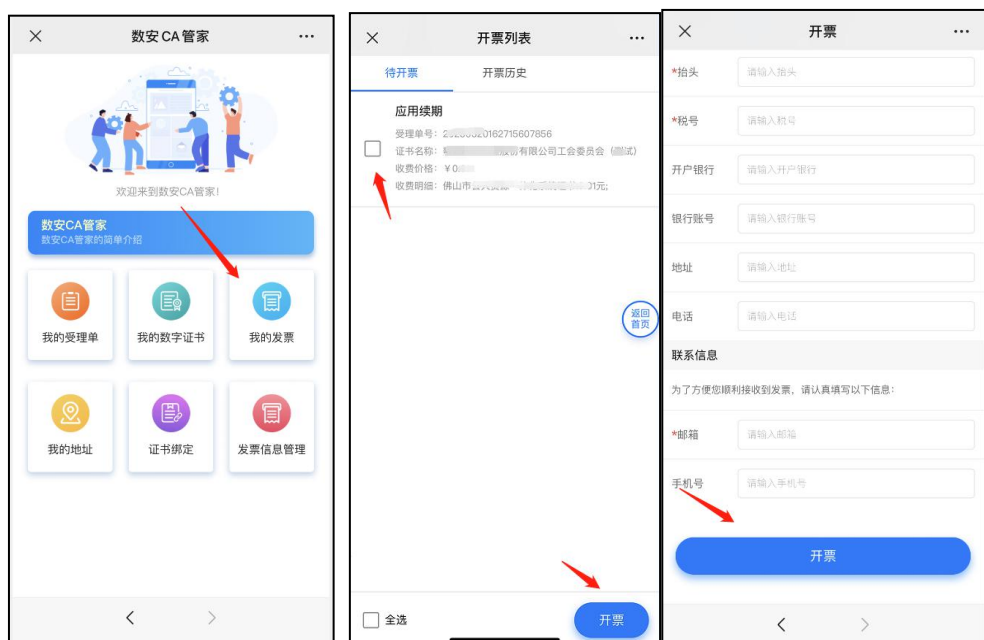 数安CA管家
欢迎来到数安CA管家!
数安CA管家
数安CA管家的简单介绍
我的受理单
我的数字证书
我的发票
我的地址
证书绑定
发票信息管理
开票列表
待开票
开票历史
应用续期
受理单号: 20162715607856
证书名称: 股份有限公司工会委员会(试)
收费价格: ¥0
收费明细: 佛山市 01元;
返回
首页
全选
开票
开票
*抬头 请输入抬头
*税号 请输入税号
开户银行 请输入开户银行
银行账号 请输入银行账号
地址 请输入地址
电话 请输入电话
联系信息
为了方便您顺利接收到发票，请认真填写以下信息:
*邮箱 请输入邮箱
手机号 请输入手机号
开票